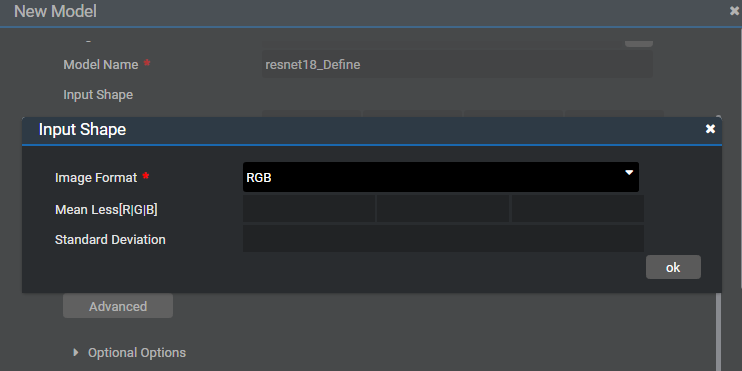 New Model ✖
Model Name *
resnet18_Define
Input Shape
Input Shape ✖
Image Format *
RGB
Mean Less[R|G|B]
Standard Deviation
ok
Advanced
Optional Options